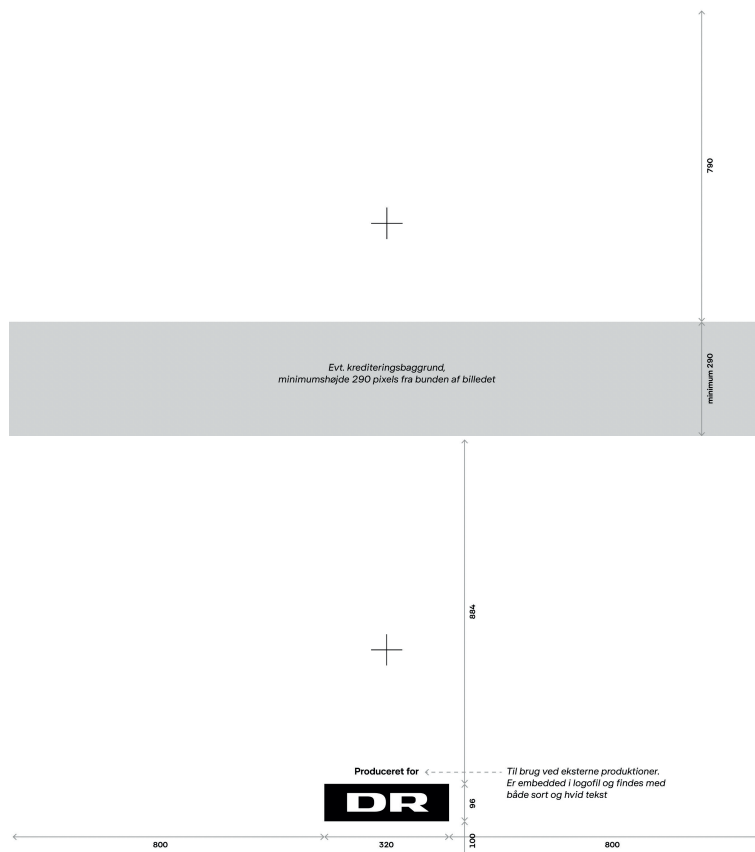 790
Evt. krediteringsbaggrund,
minimumshøjde 290 pixels fra bunden af billedet
minimum 290
884
Produceret for
Til brug ved eksterne produktioner.
Er embedded i logofil og findes med
både sort og hvid tekst
DR
96
100
800
320
800